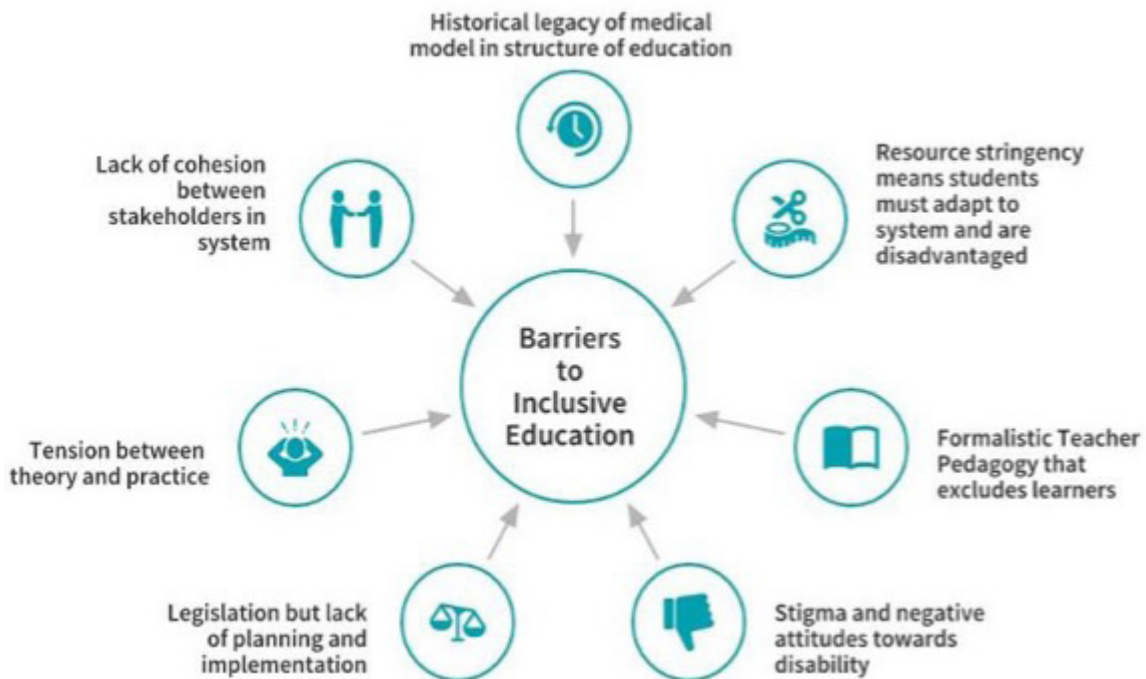 Historical legacy of medical
model in structure of education
Resource stringency
means students
must adapt to
system and are
disadvantaged
Formalistic Teacher
Pedagogy that
excludes learners
Stigma and negative
attitudes towards
disability
Legislation but lack
of planning and
implementation
Tension between
theory and practice
Lack of cohesion
between
stakeholders in
system
Barriers
to
Inclusive
Education